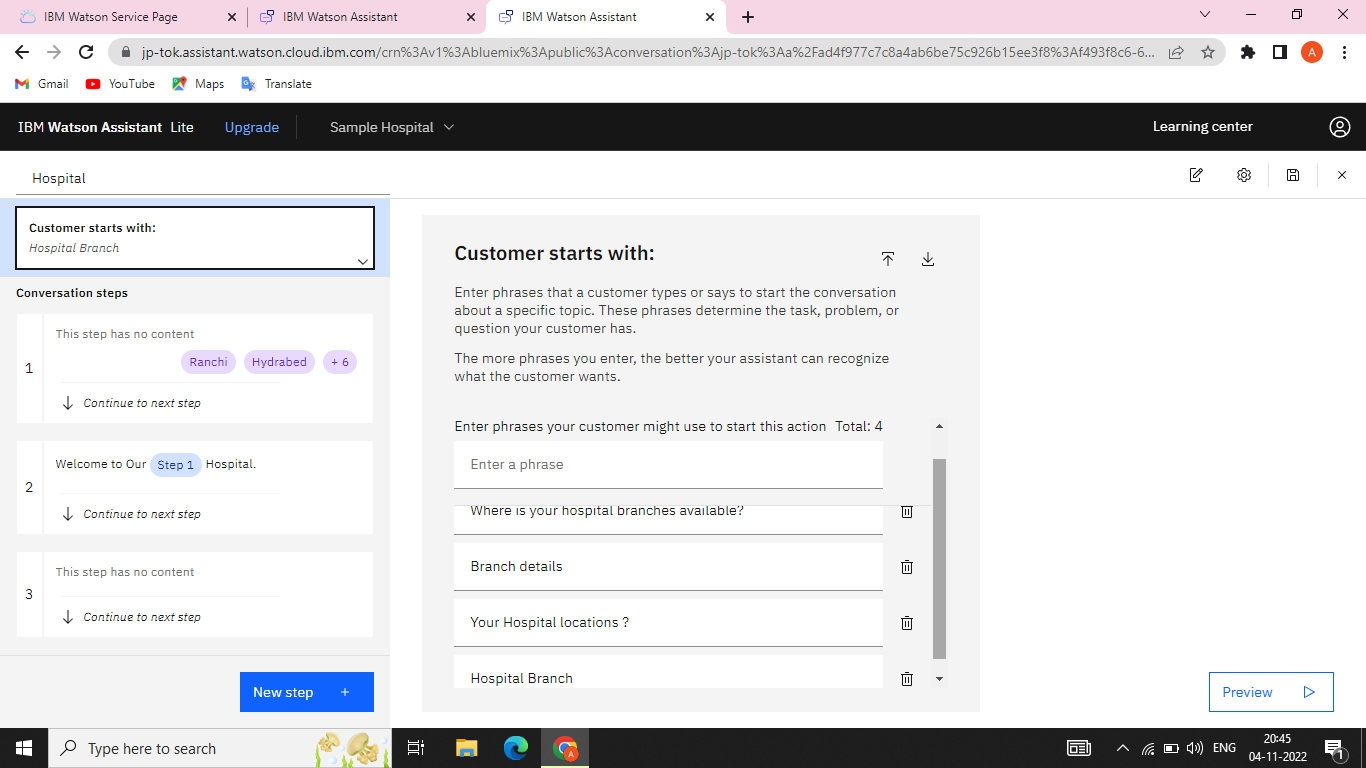 IBM Watson Service Page
IBM Watson Assistant
IBM Watson Assistant
jp-tok.assistant.watson.cloud.ibm.com/crn%3Av1%3Abluemix%3Apublic%3Aconversation%3Ajp-tok%3Aa%2Fad4f977c7c8a4ab6be75c926b15ee3f8%3Af493f8c6-6...
A
Gmail
YouTube
Maps
Translate
IBM Watson Assistant Lite
Upgrade
Sample Hospital
Learning center
Hospital
Customer starts with:
Hospital Branch
Conversation steps
1
This step has no content
Ranchi
Hydrabed
+ 6
Continue to next step
2
Welcome to Our Step 1 Hospital.
Continue to next step
3
This step has no content
Continue to next step
New step +
Customer starts with:
Enter phrases that a customer types or says to start the conversation
about a specific topic. These phrases determine the task, problem, or
question your customer has.
The more phrases you enter, the better your assistant can recognize
what the customer wants.
Enter phrases your customer might use to start this action Total: 4
Enter a phrase
Where is your hospital branches available?
Branch details
Your Hospital locations ?
Hospital Branch
Preview
Type here to search
A
ENG
20:45
04-11-2022
1